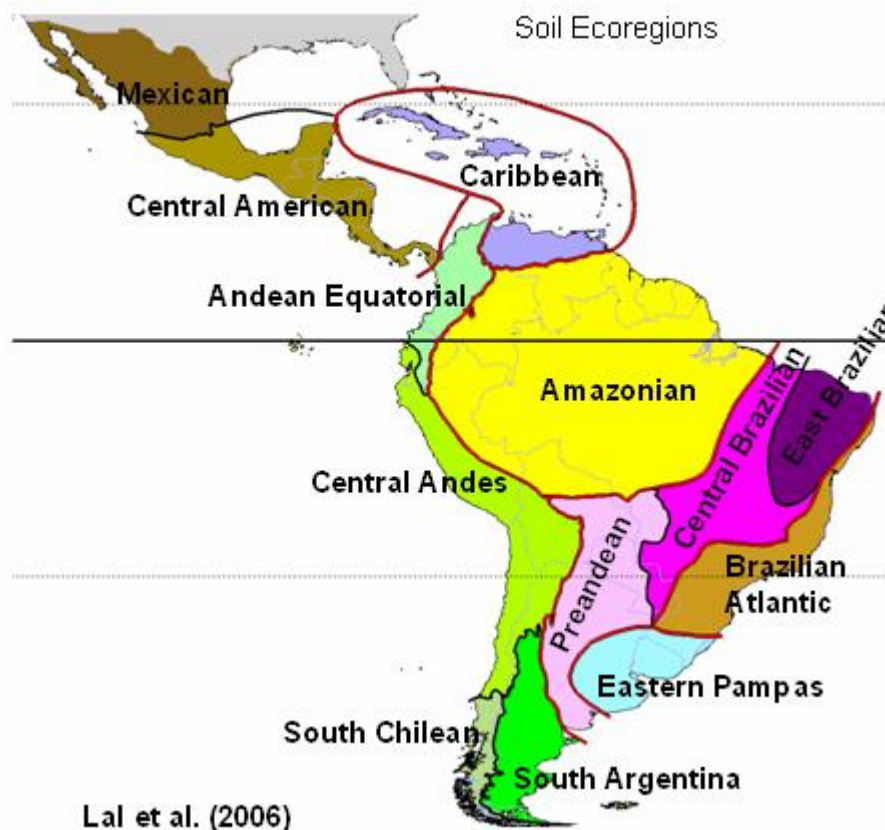 Soil Ecoregions
Mexican
Caribbean
Central American
Andean Equatorial
Amazonian
Central Brazilian
East Brazilian
Central Andes
Preandean
Brazilian
Atlantic
Eastern Pampas
South Chilean
South Argentina
Lal et al. (2006)